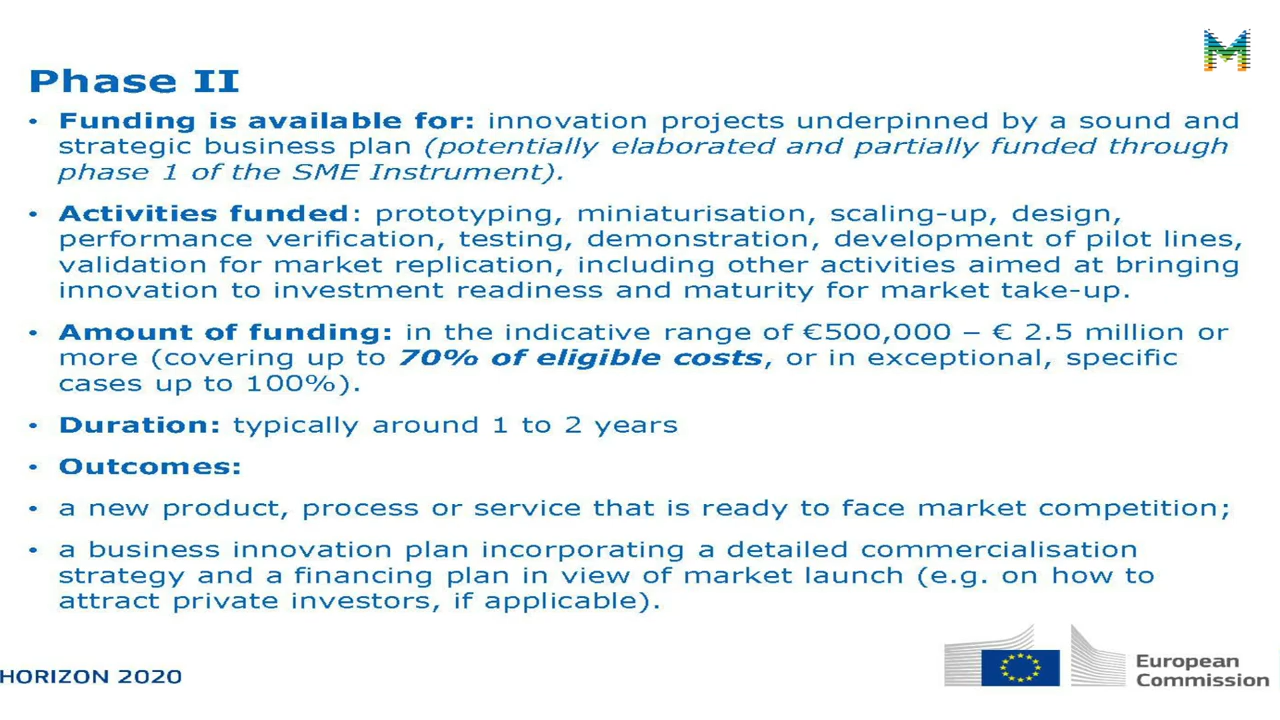 Phase II
• Funding is available for: innovation projects underpinned by a sound and
strategic business plan (potentially elaborated and partially funded through
phase 1 of the SME Instrument).
• Activities funded: prototyping, miniaturisation, scaling-up, design,
performance verification, testing, demonstration, development of pilot lines,
validation for market replication, including other activities aimed at bringing
innovation to investment readiness and maturity for market take-up.
• Amount of funding: in the indicative range of €500,000 – € 2.5 million or
more (covering up to 70% of eligible costs, or in exceptional, specific
cases up to 100%).
• Duration: typically around 1 to 2 years
• Outcomes:
• a new product, process or service that is ready to face market competition;
• a business innovation plan incorporating a detailed commercialisation
strategy and a financing plan in view of market launch (e.g. on how to
attract private investors, if applicable).
HORIZON 2020
European
Commission